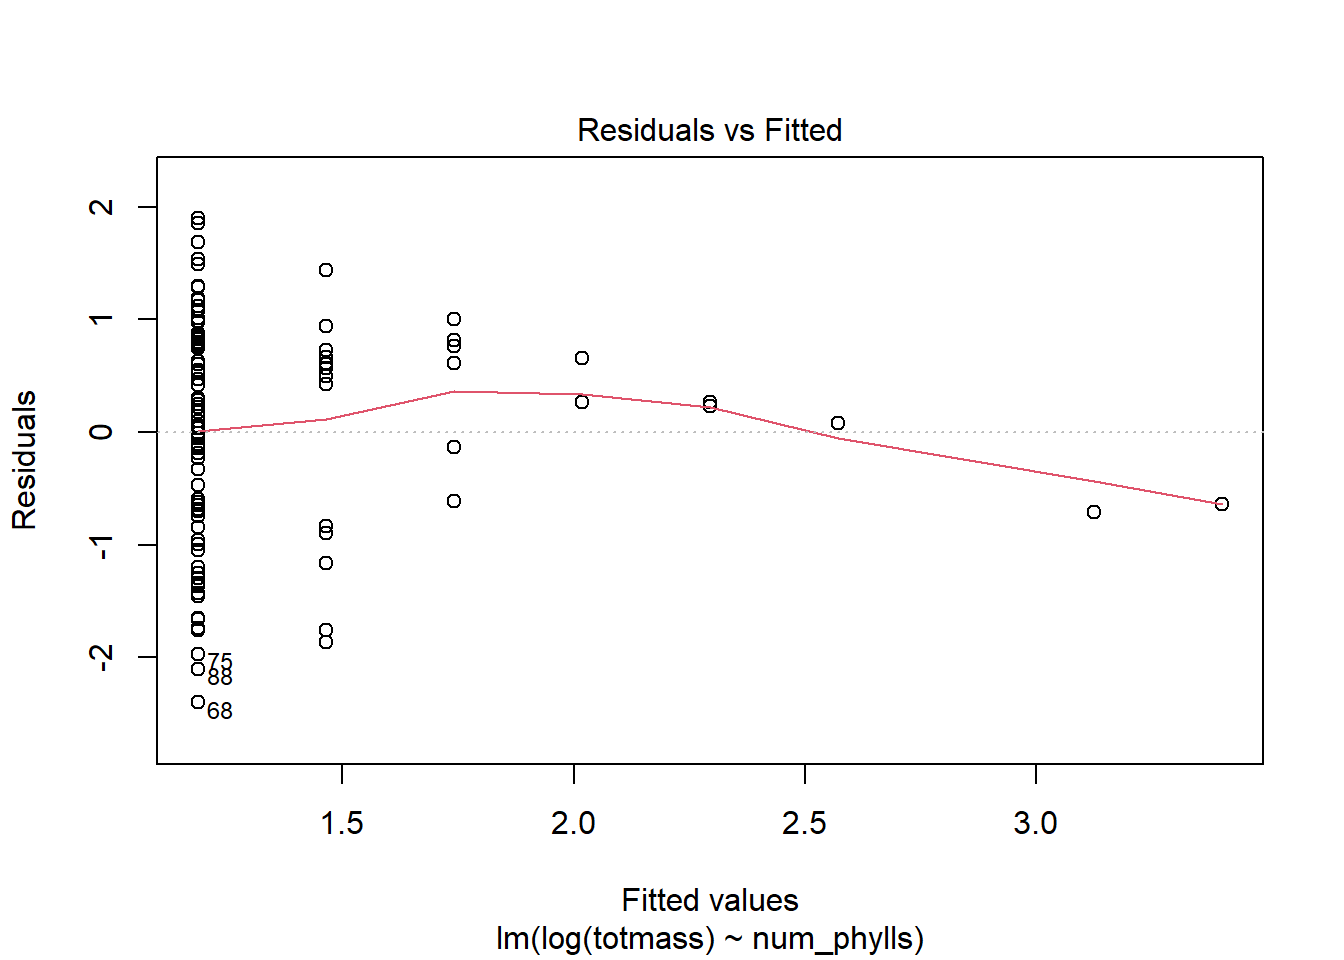 Residuals vs Fitted
Residuals
2
1
0
-1
-2
75
88
68
1.5 2.0 2.5 3.0
Fitted values
lm(log(totmass) ~ num_phylls)